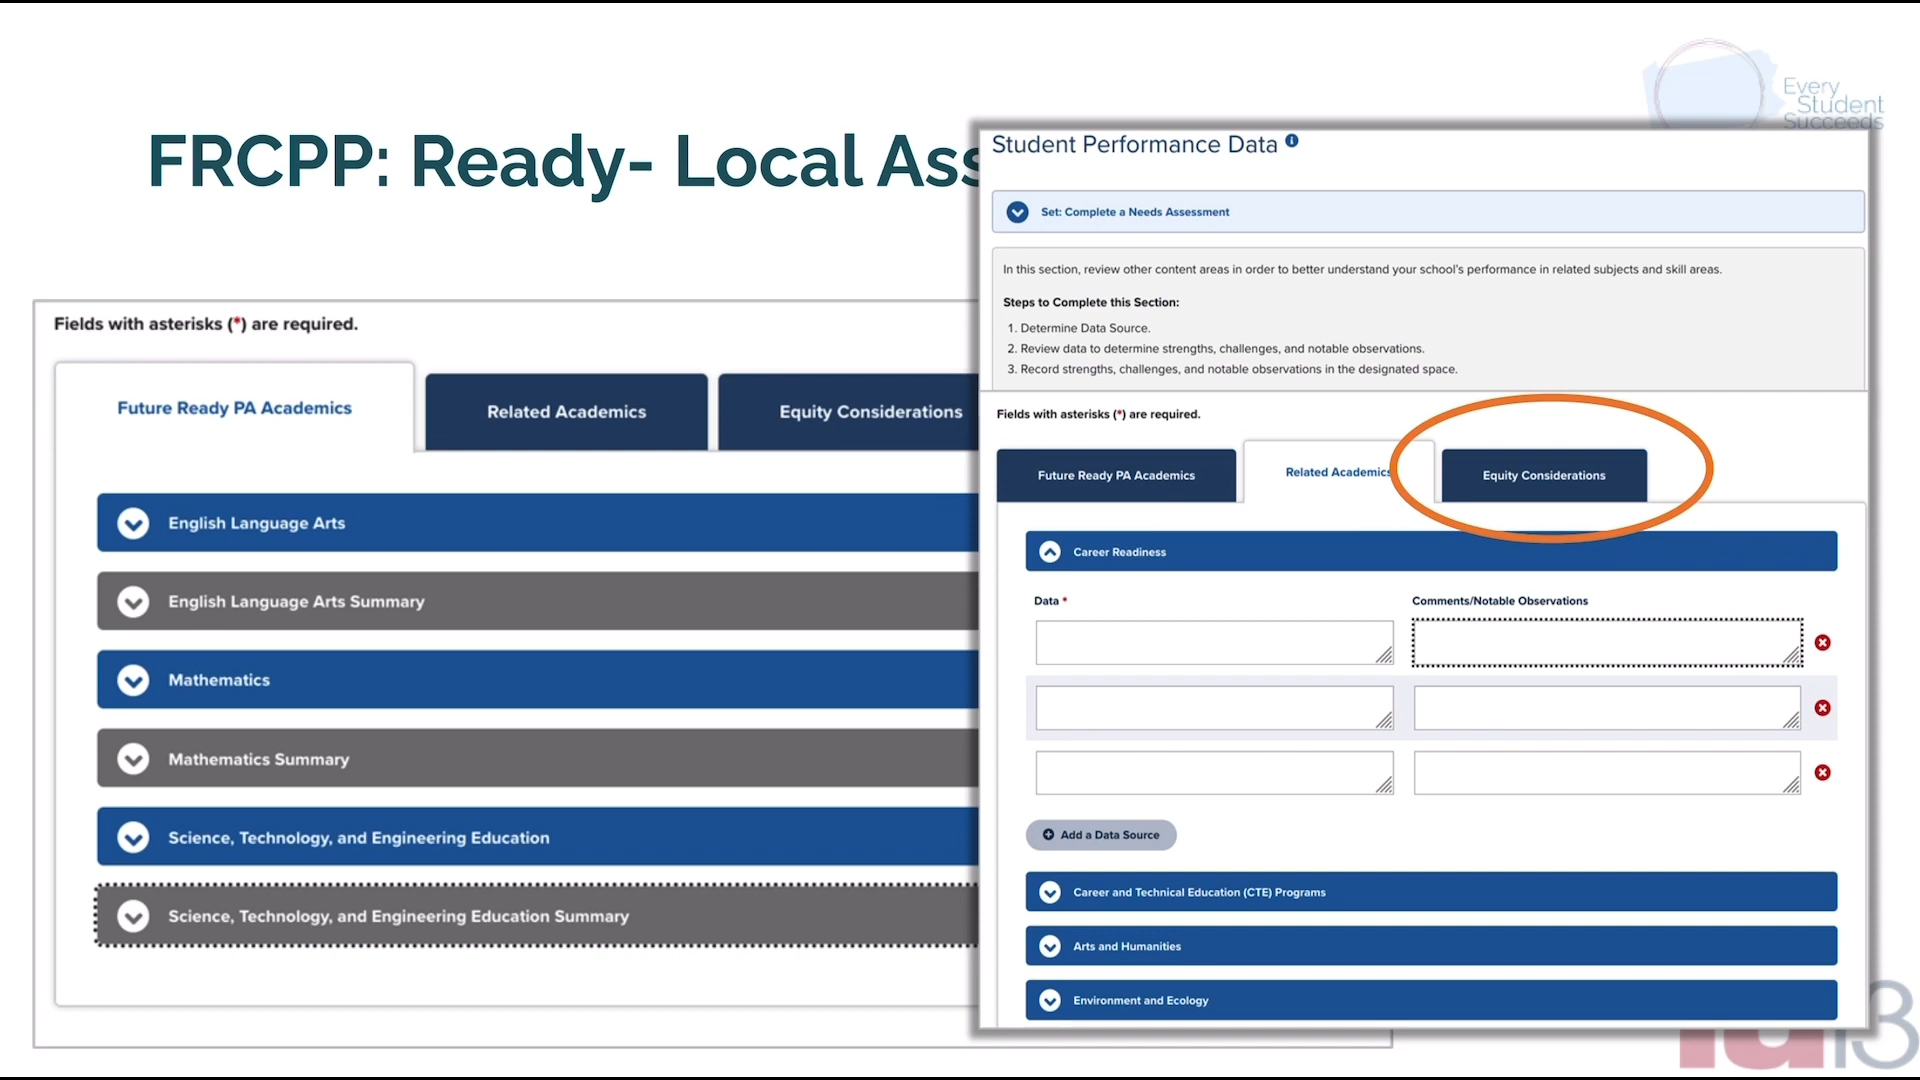 Every
Student
Succeeds
FRCPP: Ready- Local Ass
Fields with asterisks (*) are required.
Future Ready PA Academics
Related Academics
Equity Considerations
English Language Arts
English Language Arts Summary
Mathematics
Mathematics Summary
Science, Technology, and Engineering Education
Science, Technology, and Engineering Education Summary
Student Performance Data
Set: Complete a Needs Assessment
In this section, review other content areas in order to better understand your school's performance in related subjects and skill areas.
Steps to Complete this Section:
1. Determine Data Source.
2. Review data to determine strengths, challenges, and notable observations.
3. Record strengths, challenges, and notable observations in the designated space.
Fields with asterisks (*) are required.
Future Ready PA Academics
Related Academics
Equity Considerations
Career Readiness
Data *
Comments/Notable Observations
Add a Data Source
Career and Technical Education (CTE) Programs
Arts and Humanities
Environment and Ecology
iu13